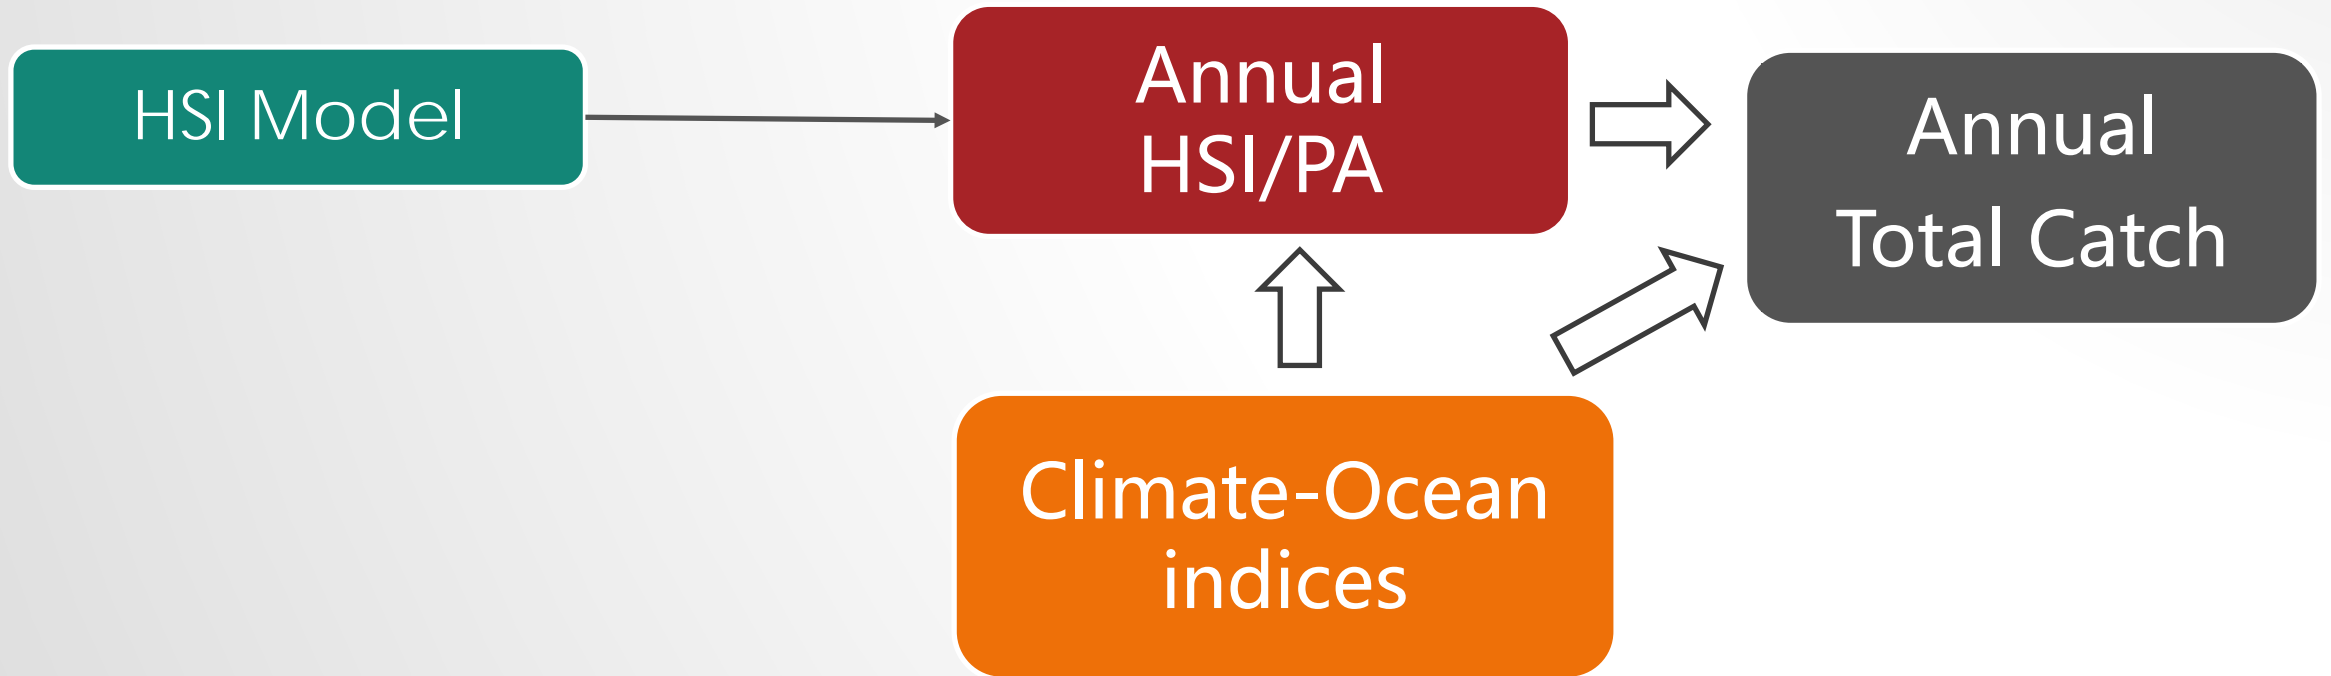 HSI Model
Annual
HSI/PA
Annual
Total Catch
Climate-Ocean
indices